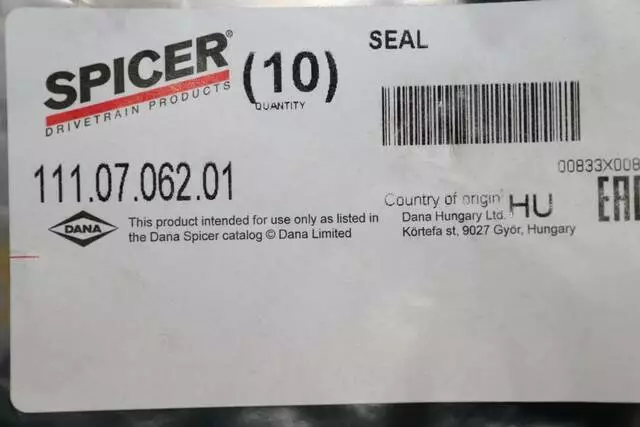 SPICER®
DRIVETRAIN PRODUCTS
(10)
QUANTITY
SEAL
00833X008
111.07.062.01
Country of origin HU
EAC
DANA
This product intended for use only as listed in
the Dana Spicer catalog © Dana Limited
Dana Hungary Ltd.
Körtefa st, 9027 Győr, Hungary